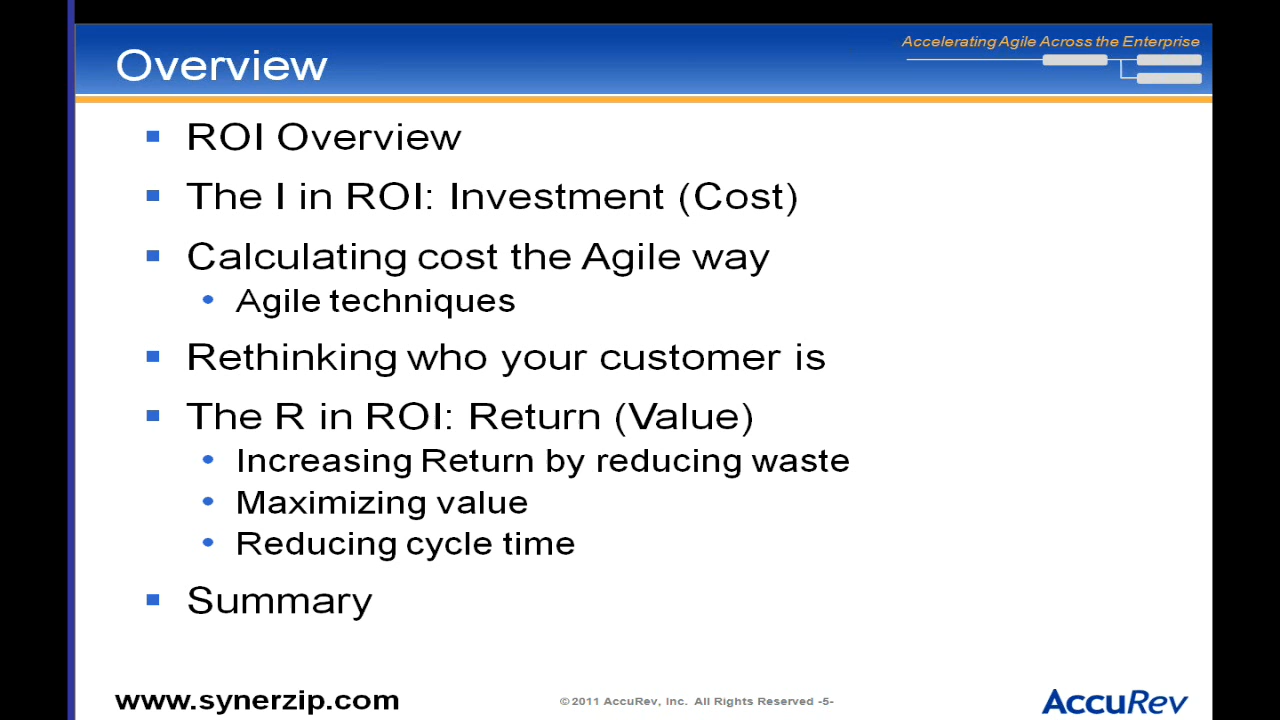 Accelerating Agile Across the Enterprise
Overview
ROI Overview
The I in ROI: Investment (Cost)
Calculating cost the Agile way
Agile techniques
Rethinking who your customer is
The R in ROI: Return (Value)
Increasing Return by reducing waste
Maximizing value
Reducing cycle time
Summary
www.synerzip.com
© 2011 AccuRev, Inc. All Rights Reserved -5-
AccuRev